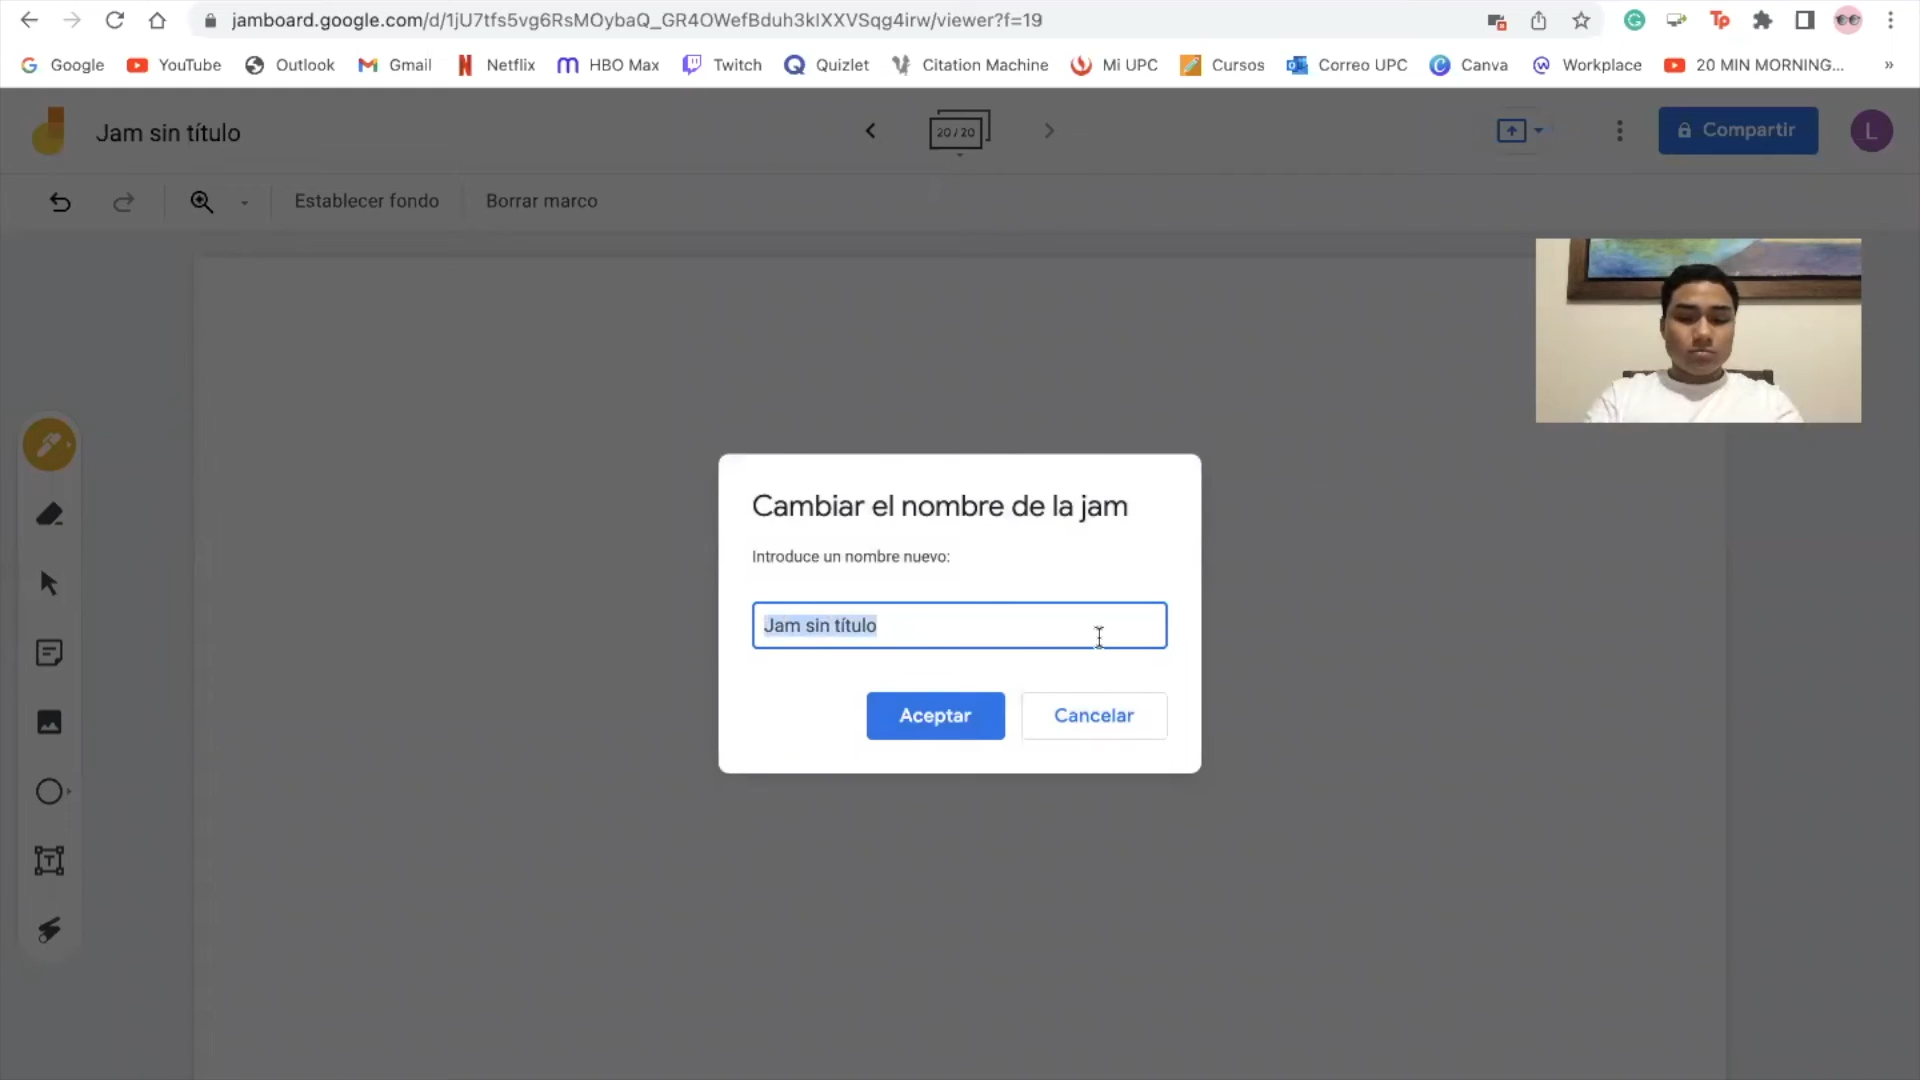 jamboard.google.com/d/1jU7tfs5vg6RsMOybaQ_GR4OWefBduh3klXXVSqg4irw/viewer?f=19
Google YouTube Outlook Gmail Netflix HBO Max Twitch Quizlet Citation Machine Mi UPC Cursos Correo UPC Canva Workplace 20 MIN MORNING... »
Jam sin título
20 / 20
Compartir
L
Establecer fondo Borrar marco
Cambiar el nombre de la jam
Introduce un nombre nuevo:
Jam sin título
Aceptar Cancelar